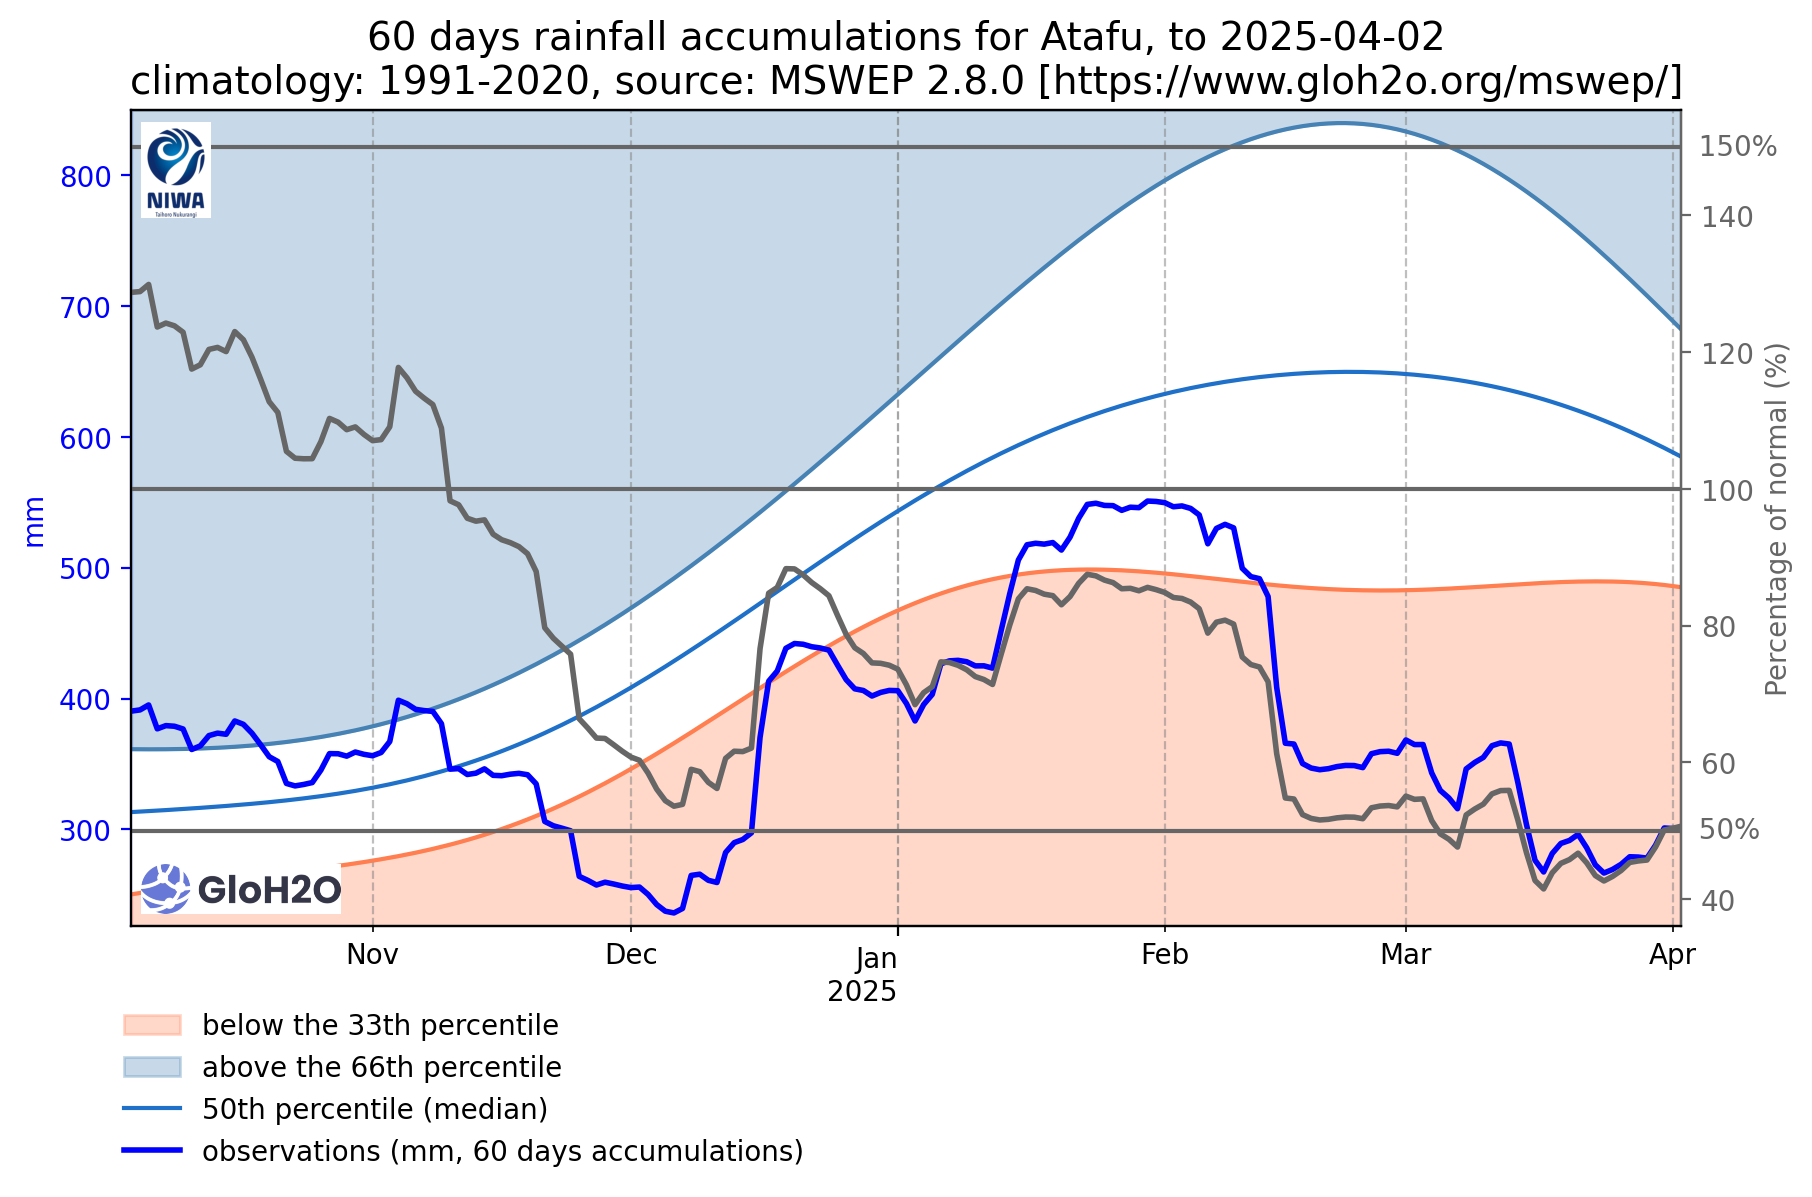 60 days rainfall accumulations for Atafu, to 2025-04-02
climatology: 1991-2020, source: MSWEP 2.8.0 [https://www.gloh2o.org/mswep/]
NIWA
Taihoro Nukurangi
800
700
600
500
400
300
mm
150%
140
120
100
80
60
50%
40
Percentage of normal (%)
GloH2O
Nov
Dec
Jan
2025
Feb
Mar
Apr
below the 33th percentile
above the 66th percentile
50th percentile (median)
observations (mm, 60 days accumulations)